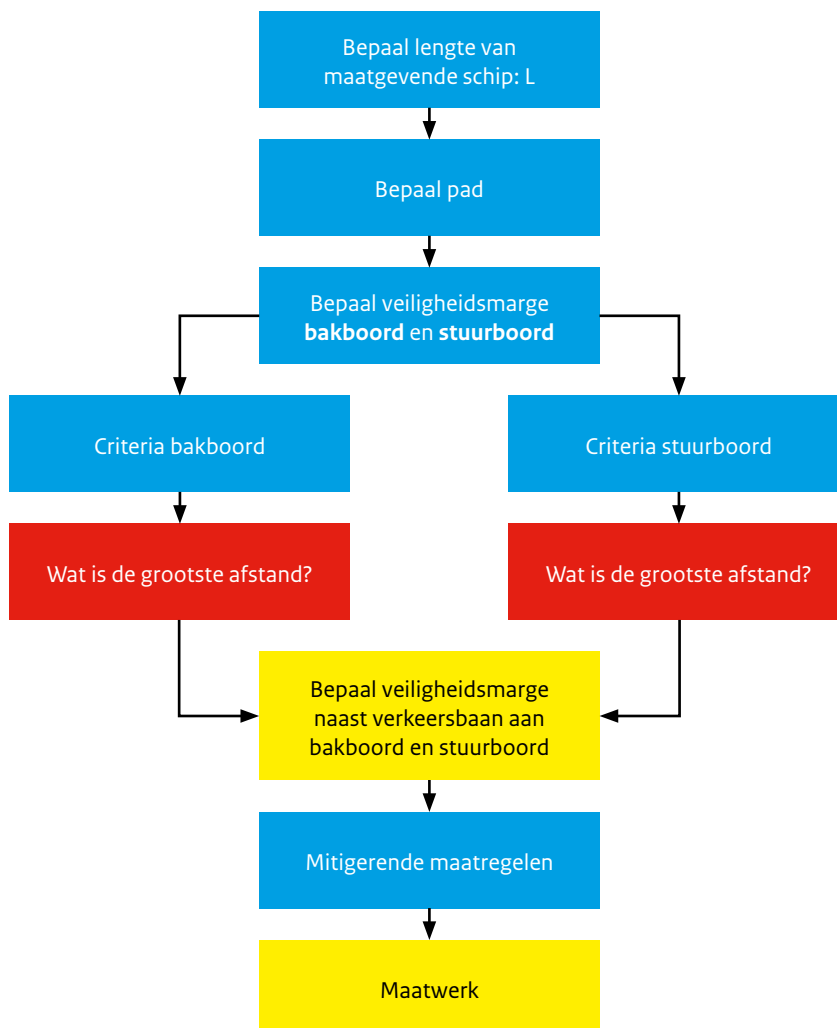 Bepaal lengte van
maatgevende schip: L
Bepaal pad
Bepaal veiligheidsmarge
bakboord en stuurboord
Criteria bakboord
Criteria stuurboord
Wat is de grootste afstand?
Wat is de grootste afstand?
Bepaal veiligheidsmarge
naast verkeersbaan aan
bakboord en stuurboord
Mitigerende maatregelen
Maatwerk